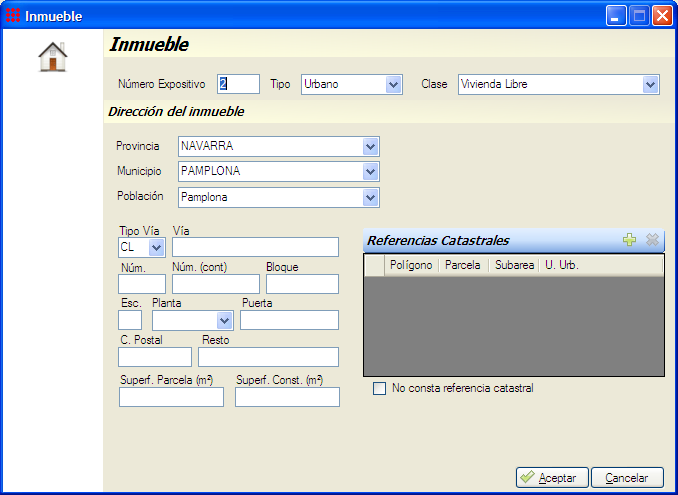 Inmueble
Inmueble
Número Expositivo 2 Tipo Urbano Clase Vivienda Libre
Dirección del inmueble
Provincia NAVARRA
Municipio PAMPLONA
Población Pamplona
Tipo Vía Vía
CL
Núm. Núm. (cont) Bloque
Esc. Planta Puerta
C. Postal Resto
Superf. Parcela (m²) Superf. Const. (m²)
Referencias Catastrales
Polígono Parcela Subarea U. Urb.
No consta referencia catastral
Aceptar Cancelar